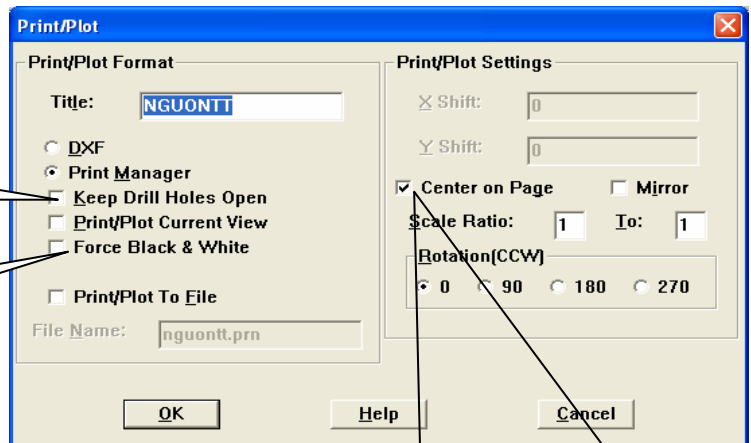 Print/Plot
Print/Plot Format
Title: NGUONTT
DXF
Print Manager
Keep Drill Holes Open
Print/Plot Current View
Force Black & White
Print/Plot To File
File Name: nguontt.prn
Print/Plot Settings
X Shift: 0
Y Shift: 0
Center on Page Mirror
Scale Ratio: 1 To: 1
Rotation(CCW)
0 90 180 270
OK Help Cancel